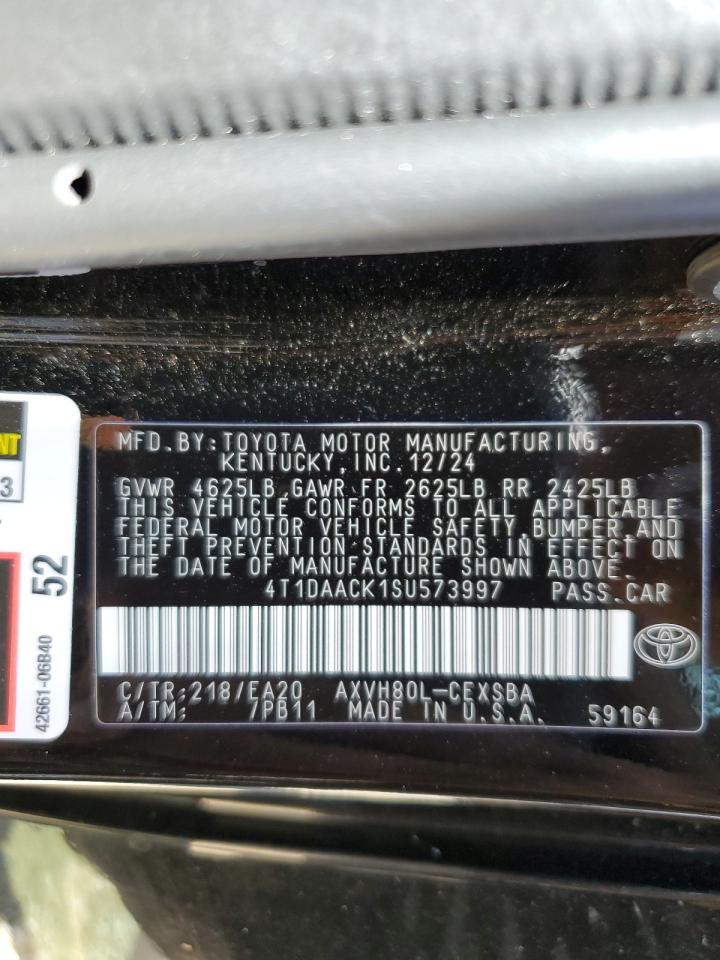 MFD.BY:TOYOTA MOTOR MANUFACTURING,
KENTUCKY,INC.12/24
GVWR 4625LB GAWR FR 2625LB RR 2425LB
THIS VEHICLE CONFORMS TO ALL APPLICABLE
FEDERAL MOTOR VEHICLE SAFETY,BUMPER,AND
THEFT PREVENTION STANDARDS IN EFFECT ON
THE DATE OF MANUFACTURE SHOWN ABOVE.
4T1DAACK1SU573997 PASS.CAR
C/TR:218/EA20 AXVH80L-CEXSBA
A/TM: 7PB11 MADE IN U.S.A. 59164
NT
3
52
42661-06B40